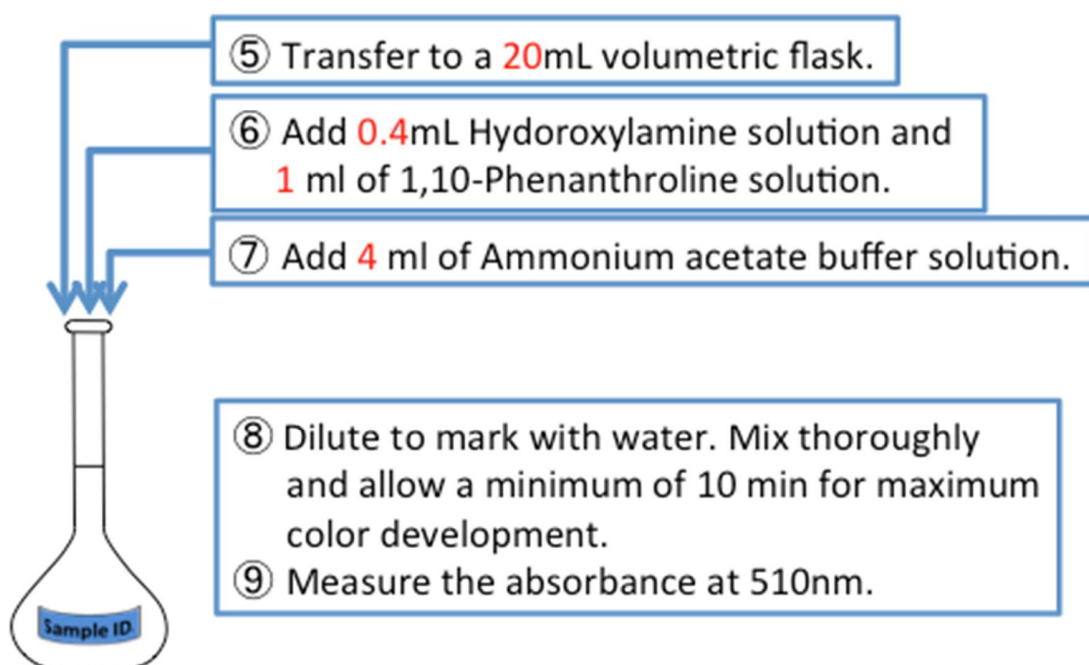 ⑤ Transfer to a 20mL volumetric flask.
⑥ Add 0.4mL Hydoroxylamine solution and
1 ml of 1,10-Phenanthroline solution.
⑦ Add 4 ml of Ammonium acetate buffer solution.
⑧ Dilute to mark with water. Mix thoroughly
and allow a minimum of 10 min for maximum
color development.
⑨ Measure the absorbance at 510nm.
Sample ID